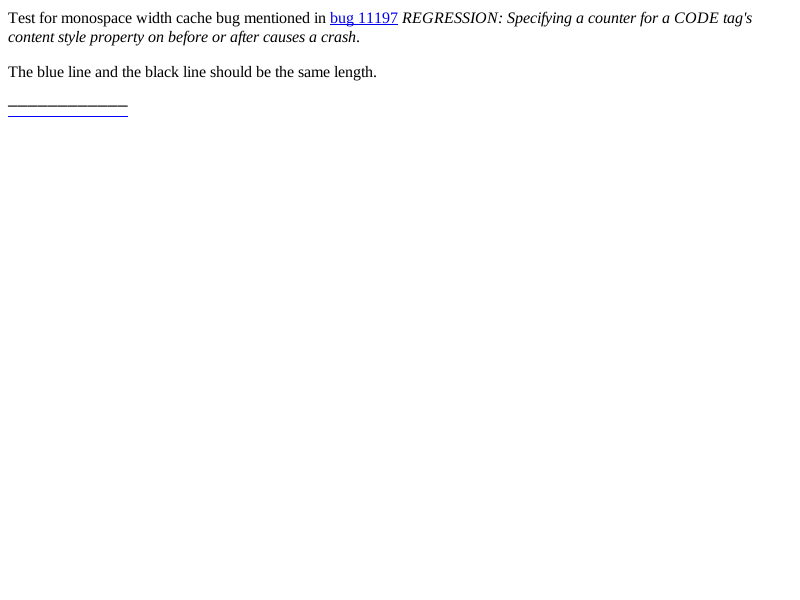 Test for monospace width cache bug mentioned in bug 11197 REGRESSION: Specifying a counter for a CODE tag's
content style property on before or after causes a crash.
The blue line and the black line should be the same length.
____________